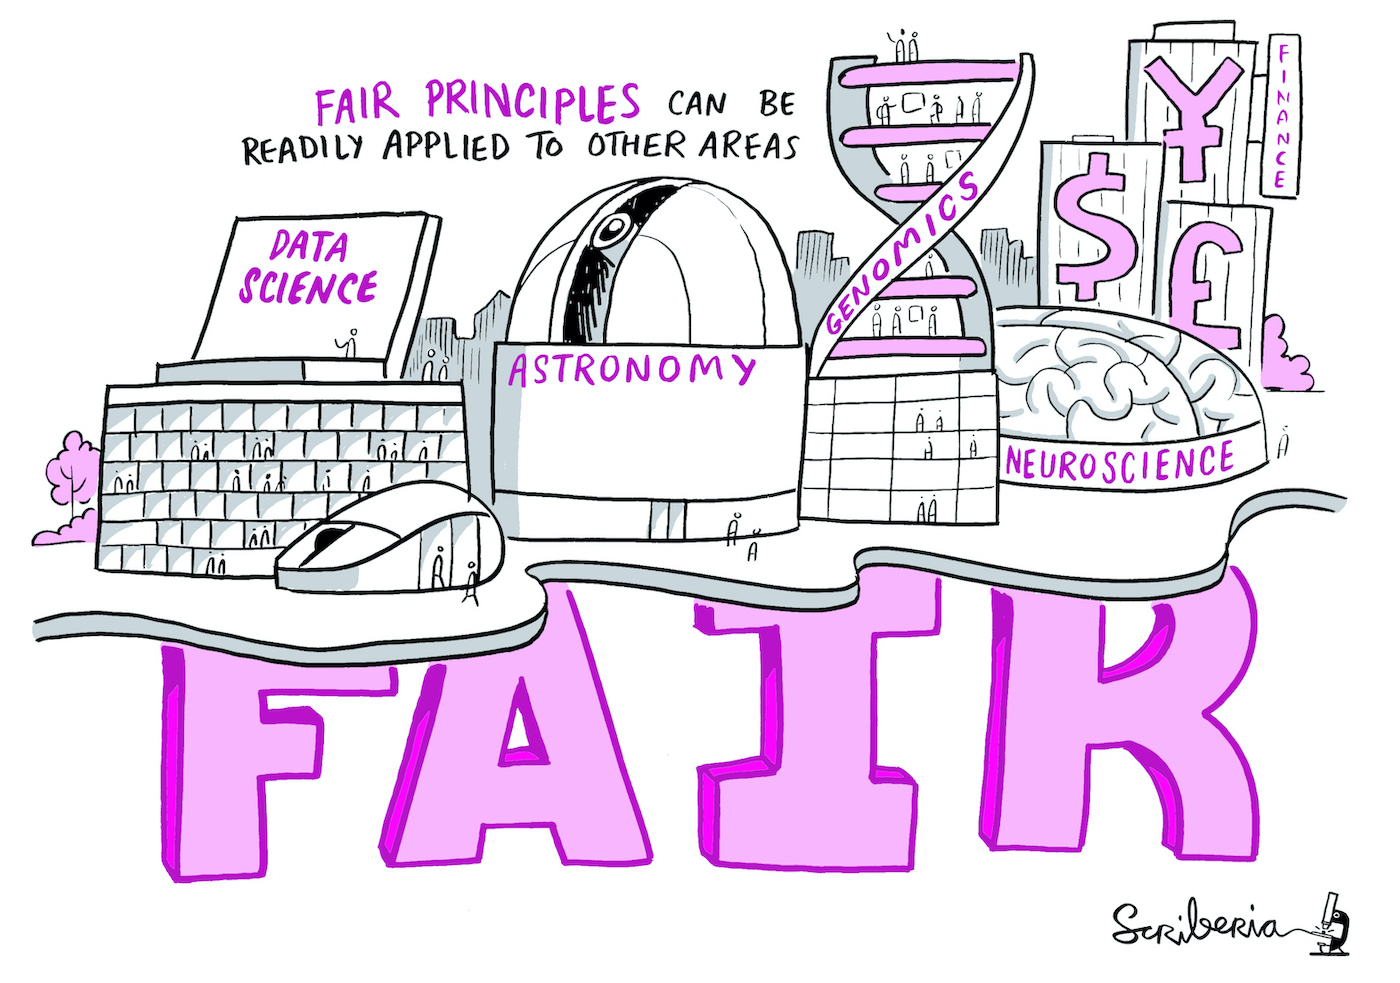 FAIR PRINCIPLES CAN BE
READILY APPLIED TO OTHER AREAS
DATA
SCIENCE
ASTRONOMY
GENOMICS
¥
FINANCE
$
£
NEUROSCIENCE
FAIR
Scriberia